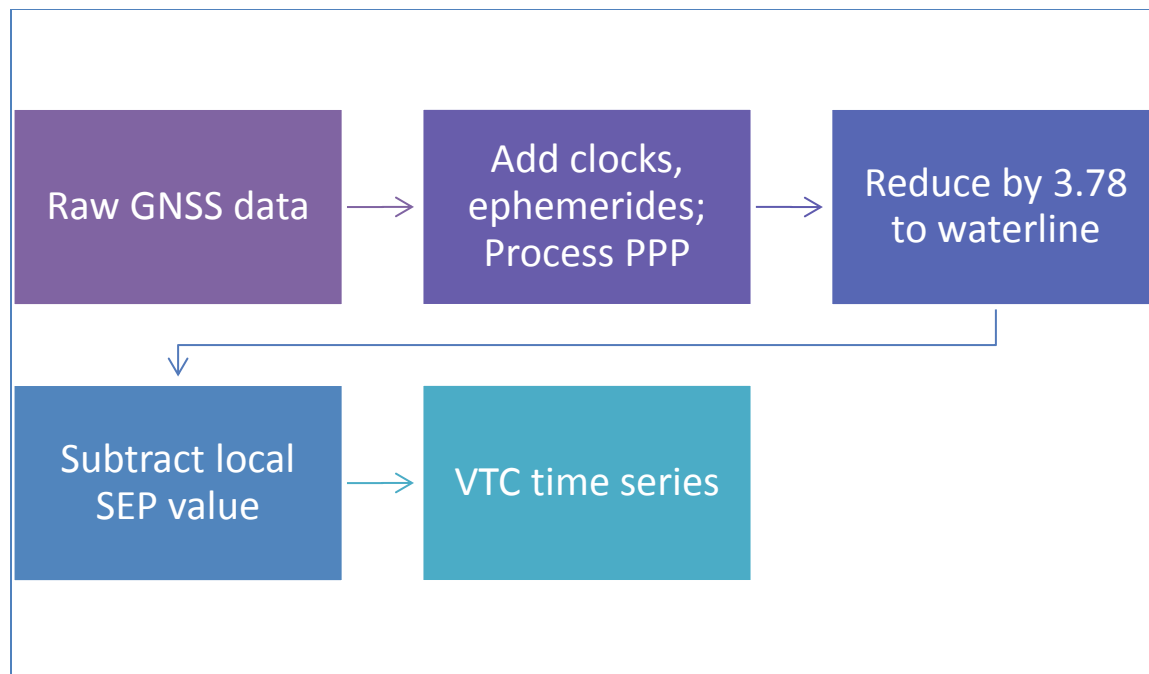 Raw GNSS data
Add clocks,
ephemerides;
Process PPP
Reduce by 3.78
to waterline
Subtract local
SEP value
VTC time series